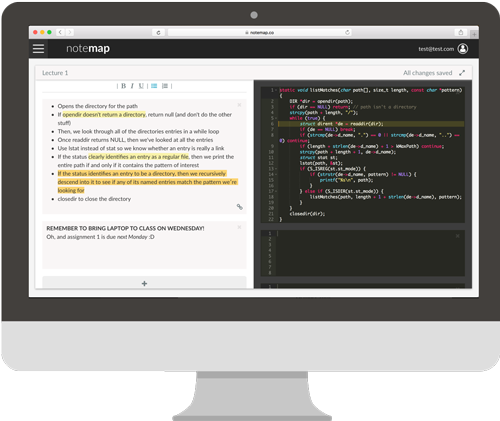 notemap.co
notemap
test@test.com
Lecture 1
All changes saved
B I U
Opens the directory for the path
If opendir doesn't return a directory, return null (and don't do the other
stuff)
Then, we look through all of the directories entries in a while loop
Once readdir returns NULL, then we've looked at all the entries
Use lstat instead of stat so we know whether an entry is really a link
If the status clearly identifies an entry as a regular file, then we print the
entire path if and only if it contains the pattern of interest
If the status identifies an entry to be a directory, then we recursively
descend into it to see if any of its named entries match the pattern we're
looking for
closedir to close the directory
REMEMBER TO BRING LAPTOP TO CLASS ON WEDNESDAY!
Oh, and assignment 1 is due next Monday :D
+
static void listMatches(char path[], size_t length, const char *pattern)
{
DIR *dir = opendir(path);
if (dir == NULL) return; // path isn't a directory
strcpy(path + length, "/");
while (true) {
struct dirent *de = readdir(dir);
if (de == NULL) break;
if (strcmp(de->d_name, ".") == 0 || strcmp(de->d_name, "..") ==
0) continue;
if (length + strlen(de->d_name) + 1 > kMaxPath) continue;
strcpy(path + length + 1, de->d_name);
struct stat st;
lstat(path, &st);
if (S_ISREG(st.st_mode)) {
if (strstr(de->d_name, pattern) != NULL) {
printf("%s\n", path);
}
} else if (S_ISDIR(st.st_mode)) {
listMatches(path, length + 1 + strlen(de->d_name), pattern);
}
}
closedir(dir);
}